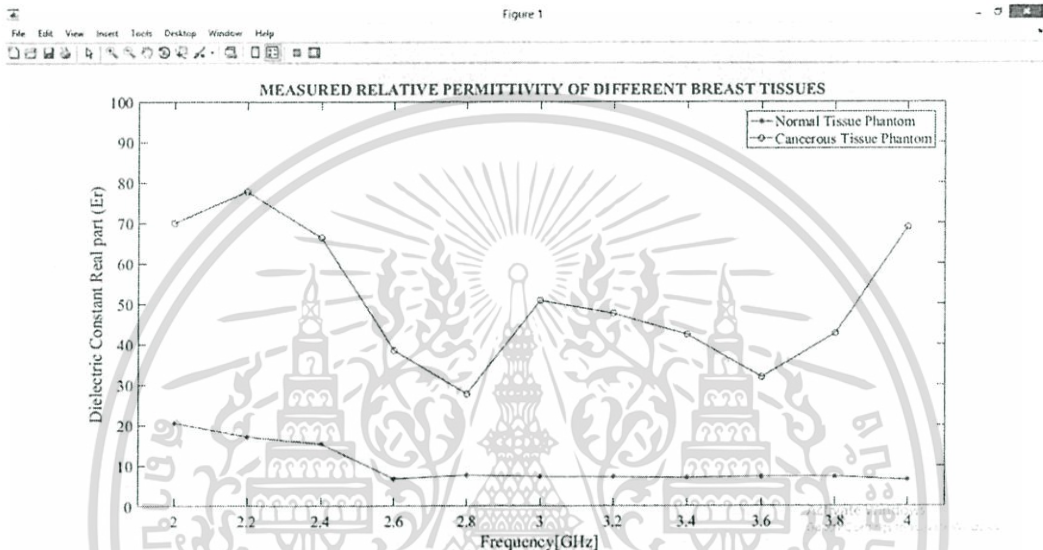 Figure 1
File Edit View Insert Tools Desktop Window Help
MEASURED RELATIVE PERMITTIVITY OF DIFFERENT BREAST TISSUES
Normal Tissue Phantom
Cancerous Tissue Phantom
Dielectric Constant Real part (Er)
100
90
80
70
60
50
40
30
20
10
0
2 2.2 2.4 2.6 2.8 3 3.2 3.4 3.6 3.8 4
Frequency[GHz]